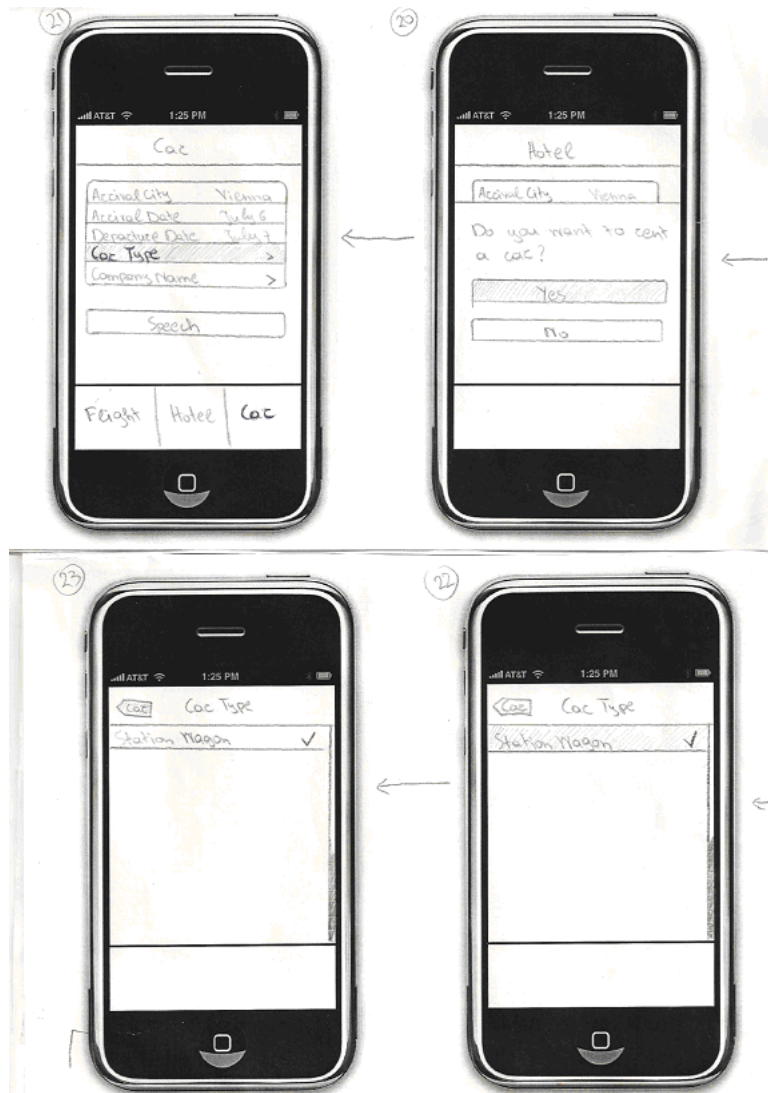 21
AT&T 1:25 PM
Car
Arrival City Vienna
Arrival Date July 6
Departure Date July 7
Car Type >
Company Name >
Speech
Flight Hotel Car
20
AT&T 1:25 PM
Hotel
Arrival City Vienna
Do you want to rent
a car?
Yes
No
23
AT&T 1:25 PM
Car Car Type
Station Wagon ✓
22
AT&T 1:25 PM
Car Car Type
Station Wagon ✓